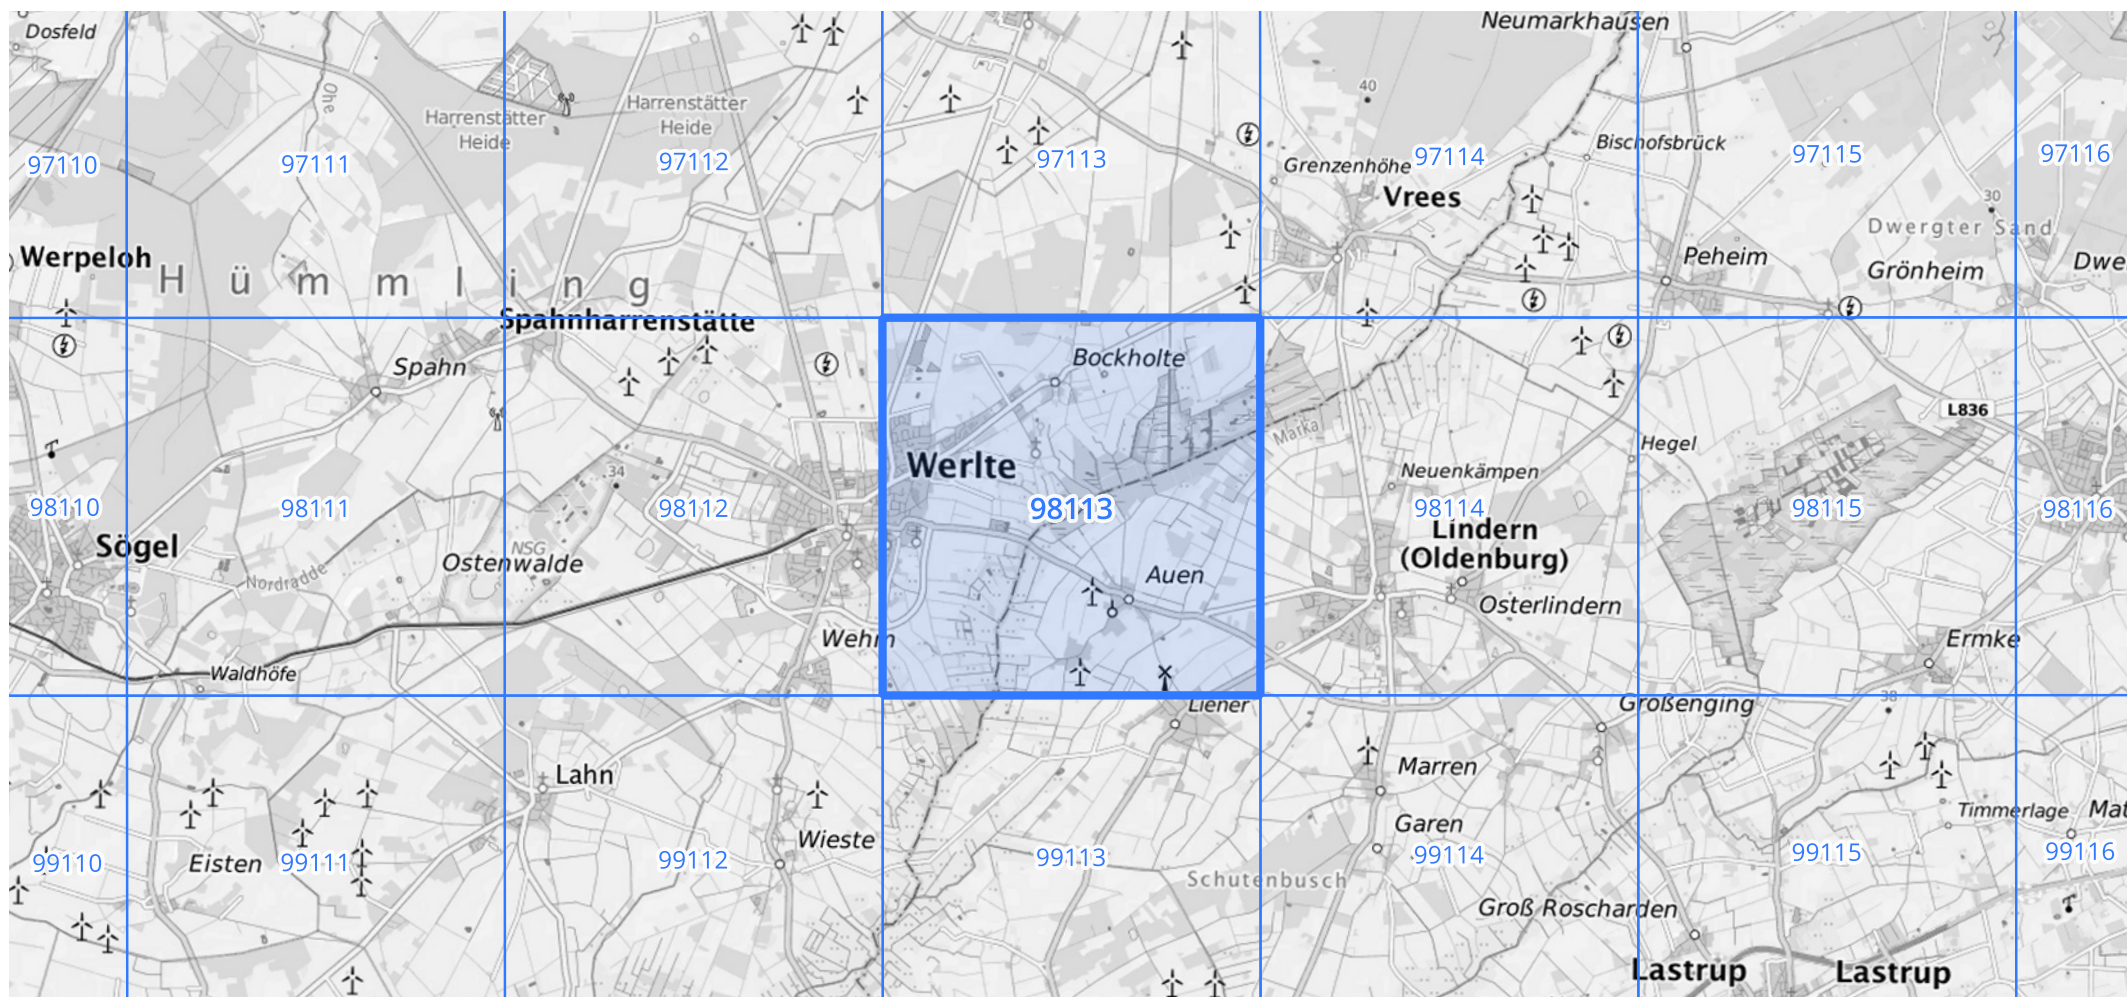 Dosfeld
Neumarkhausen
40
Ohe
Harrenstätter
Heide
Harrenstätter
Heide
Bischofsbrück
97110
97111
97112
97113
Grenzenhöhe
97114
97115
97116
Vrees
30
Dwergter Sand
Werpeloh
Hümmling
Peheim
Grönheim
Dwe
Spahnharrenstätte
Spahn
Bockholte
L836
Marka
Hegel
34
Werlte
Neuenkämpen
98110
98111
98112
98113
98114
98115
98116
Lindern
(Oldenburg)
Sögel
NSG
Ostenwalde
Nordradde
Auen
Osterlindern
Wehm
Ermke
Waldhöfe
38
Liener
Großenging
Lahn
Marren
Timmerlage
Mat
Garen
Wieste
99110
Eisten
99111
99112
99113
99114
99115
99116
Schutenbusch
Groß Roscharden
Lastrup
Lastrup